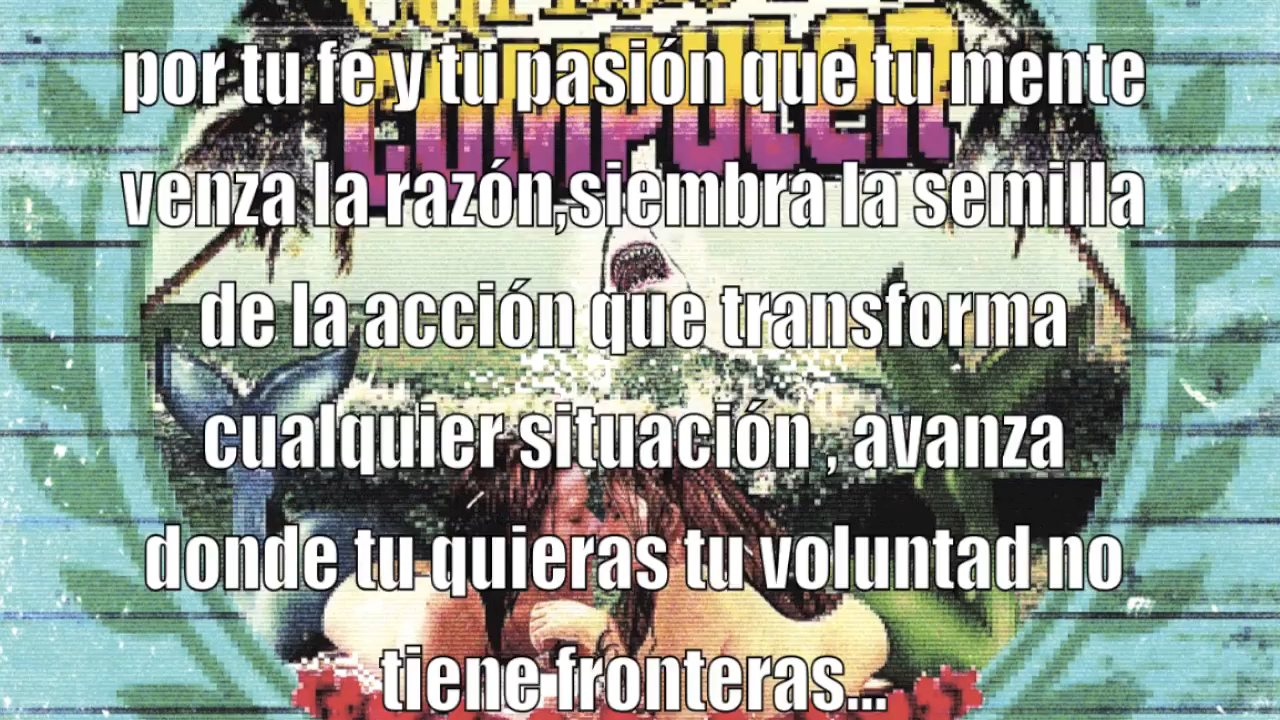 COMPUTER
por tu fe y tu pasión que tu mente
venza la razón,siembra la semilla
de la acción que transforma
cualquier situación , avanza
donde tu quieras tu voluntad no
tiene fronteras...